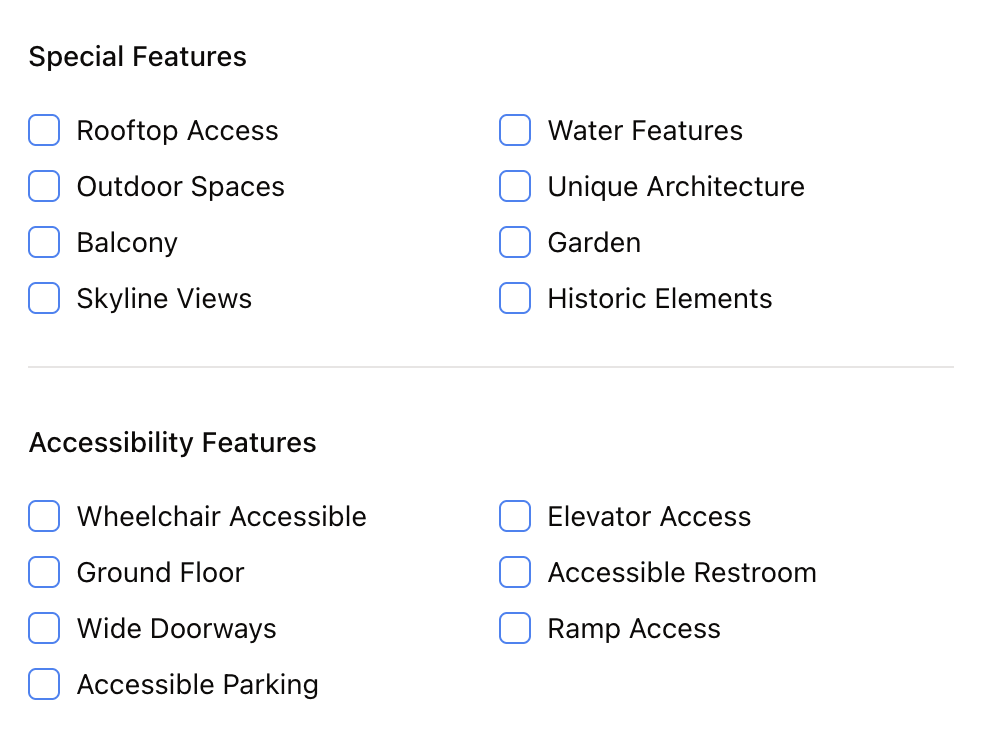 Special Features
Rooftop Access
Water Features
Outdoor Spaces
Unique Architecture
Balcony
Garden
Skyline Views
Historic Elements
Accessibility Features
Wheelchair Accessible
Elevator Access
Ground Floor
Accessible Restroom
Wide Doorways
Ramp Access
Accessible Parking